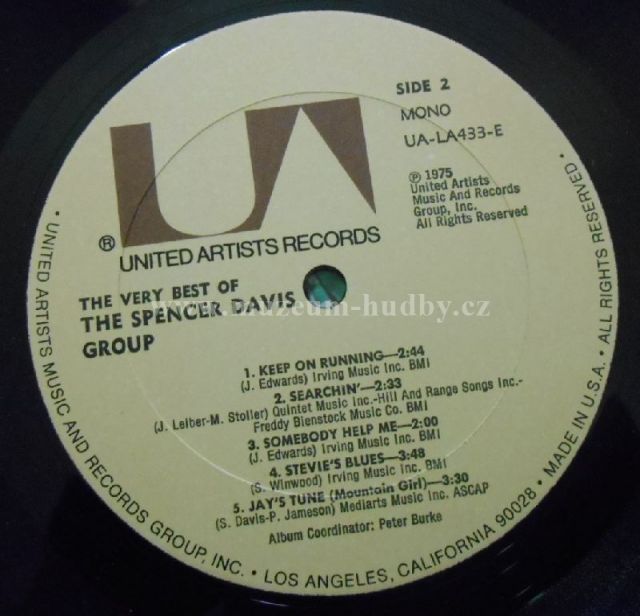 SIDE 2
MONO
UA-LA433-E
℗ 1975
United Artists
Music And Records
Group, Inc.
All Rights Reserved
UA
®
UNITED ARTISTS RECORDS
THE VERY BEST OF
THE SPENCER DAVIS
GROUP
www.muzeum-hudby.cz
1. KEEP ON RUNNING—2:44
(J. Edwards) Irving Music Inc. BMI
2. SEARCHIN'—2:33
(J. Leiber-M. Stoller) Quintet Music Inc.-Hill And Range Songs Inc.-
Freddy Bienstock Music Co. BMI
3. SOMEBODY HELP ME—2:00
(J. Edwards) Irving Music Inc. BMI
4. STEVIE'S BLUES—3:48
(S. Winwood) Irving Music Inc. BMI
5. JAY'S TUNE (Mountain Girl)—3:30
(S. Davis-P. Jameson) Mediarts Music Inc. ASCAP
Album Coordinator: Peter Burke
• UNITED ARTISTS MUSIC AND RECORDS GROUP, INC. • LOS ANGELES, CALIFORNIA 90028 • MADE IN U.S.A. • ALL RIGHTS RESERVED •